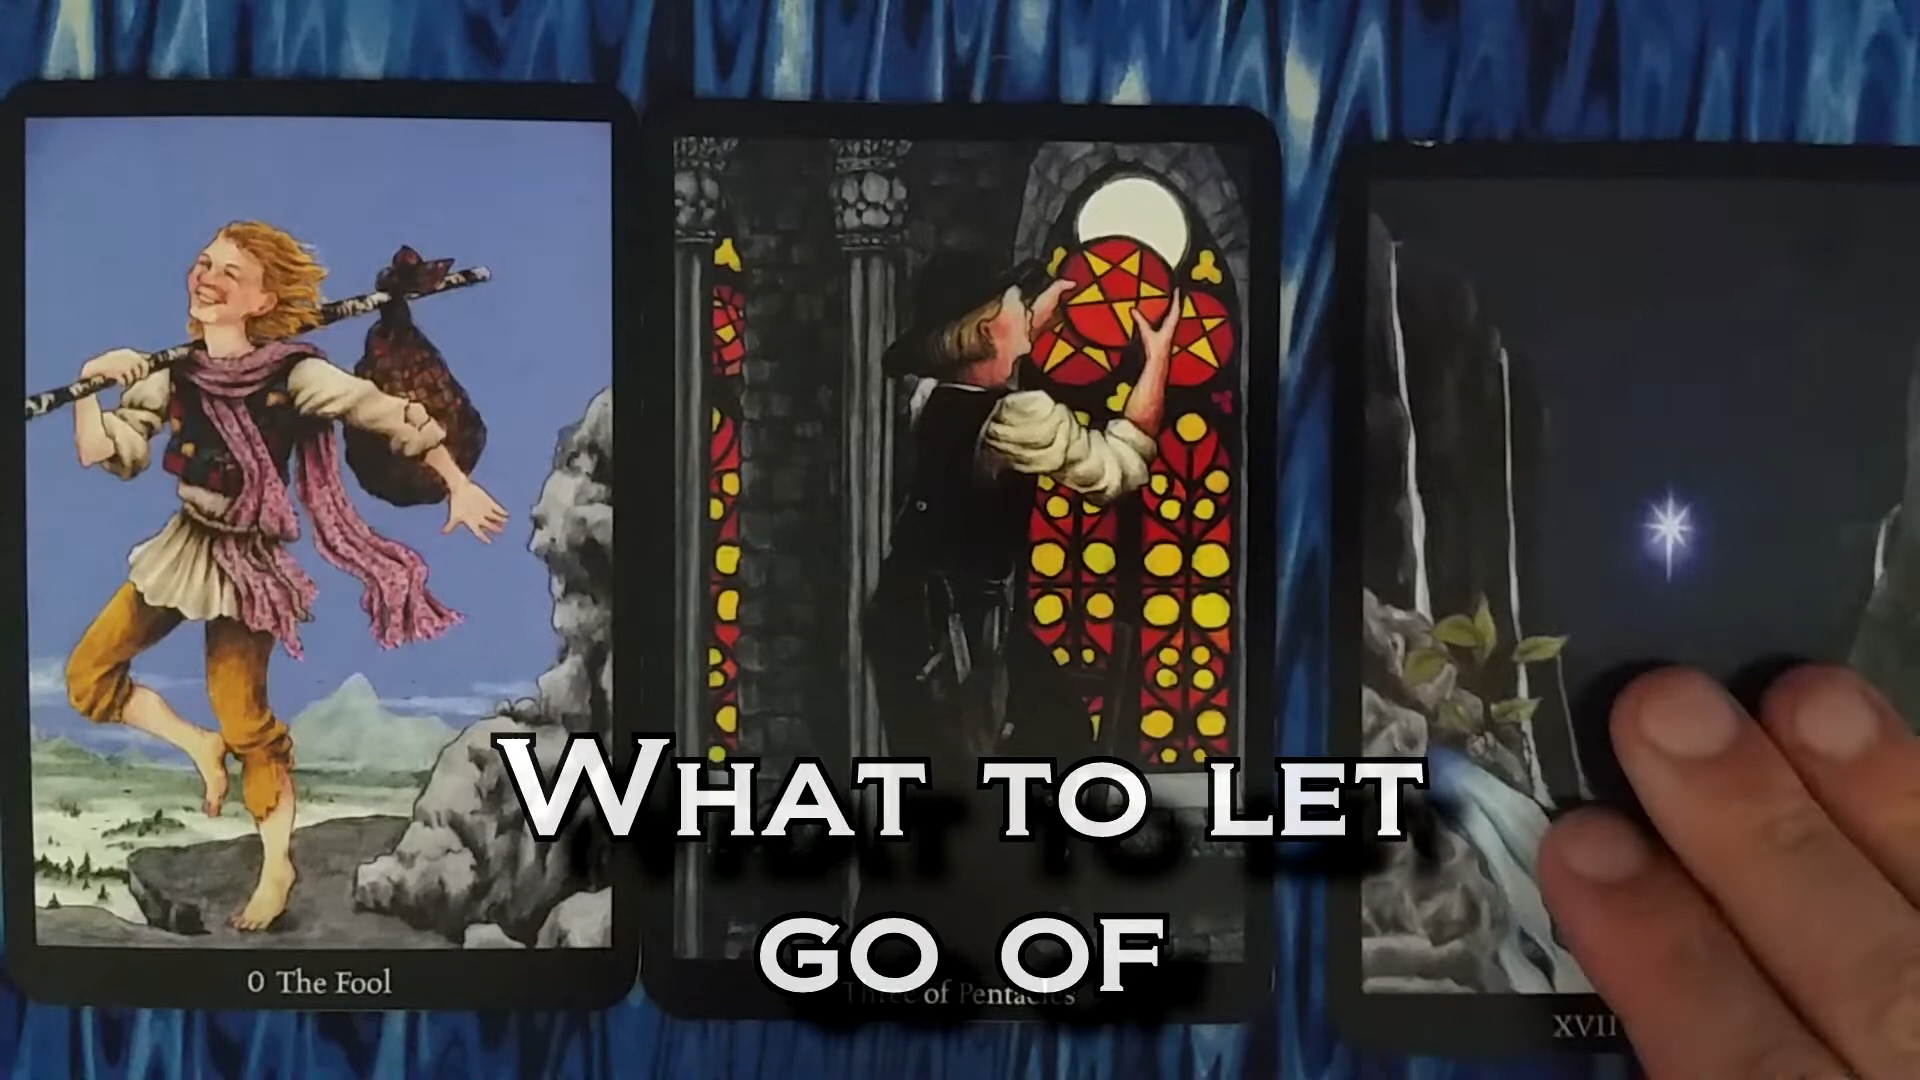 What to let
go of
0 The Fool
Three of Pentacles
XVII